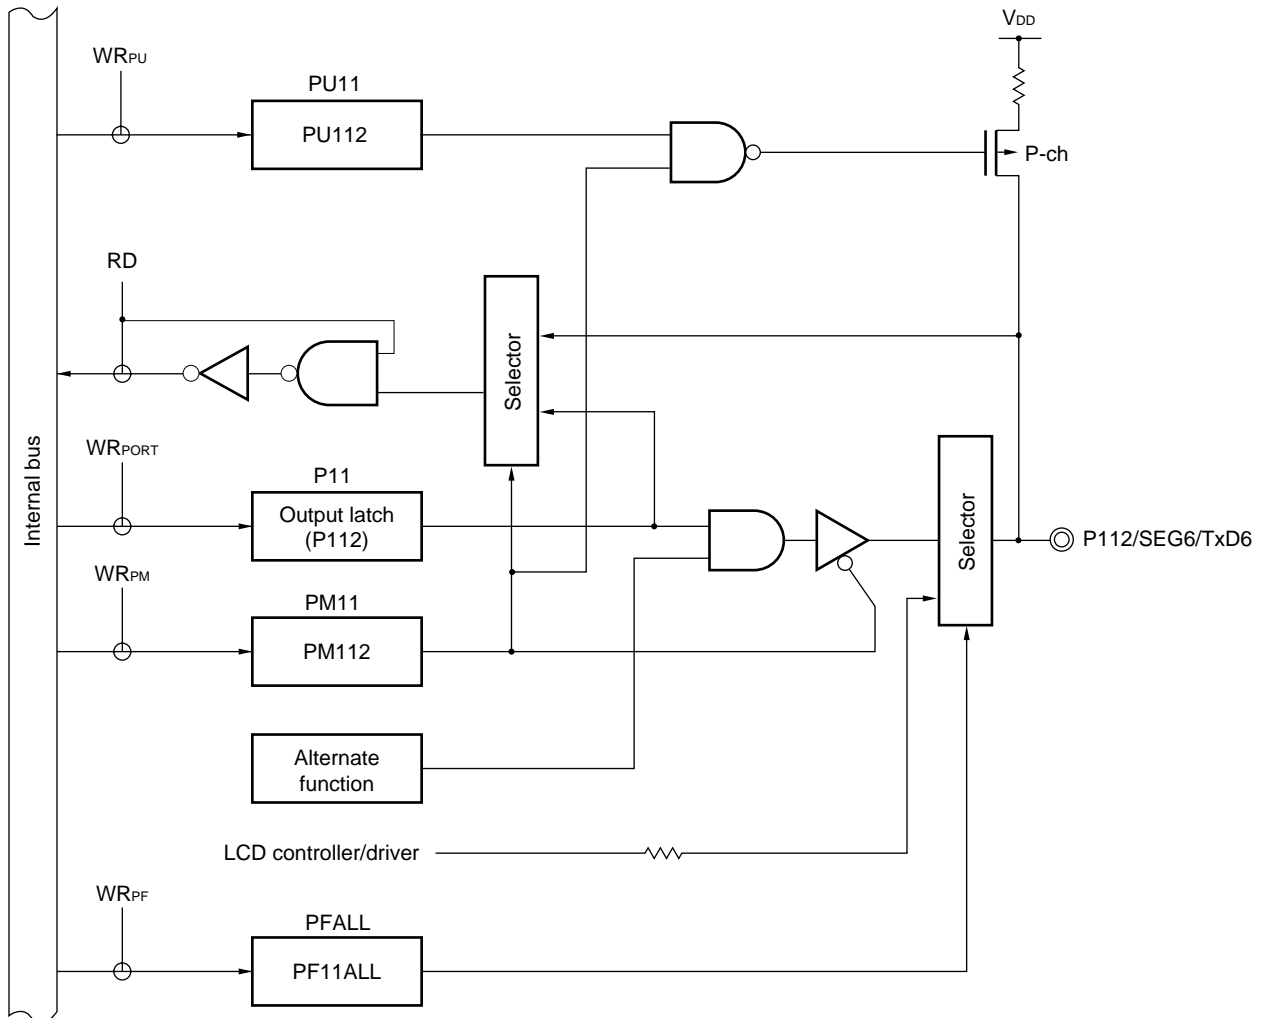 VDD
WRPU
PU11
PU112
P-ch
RD
Selector
WRPORT
P11
Output latch
(P112)
Internal bus
Selector
P112/SEG6/TxD6
WRPM
PM11
PM112
Alternate
function
LCD controller/driver
WRPF
PFALL
PF11ALL